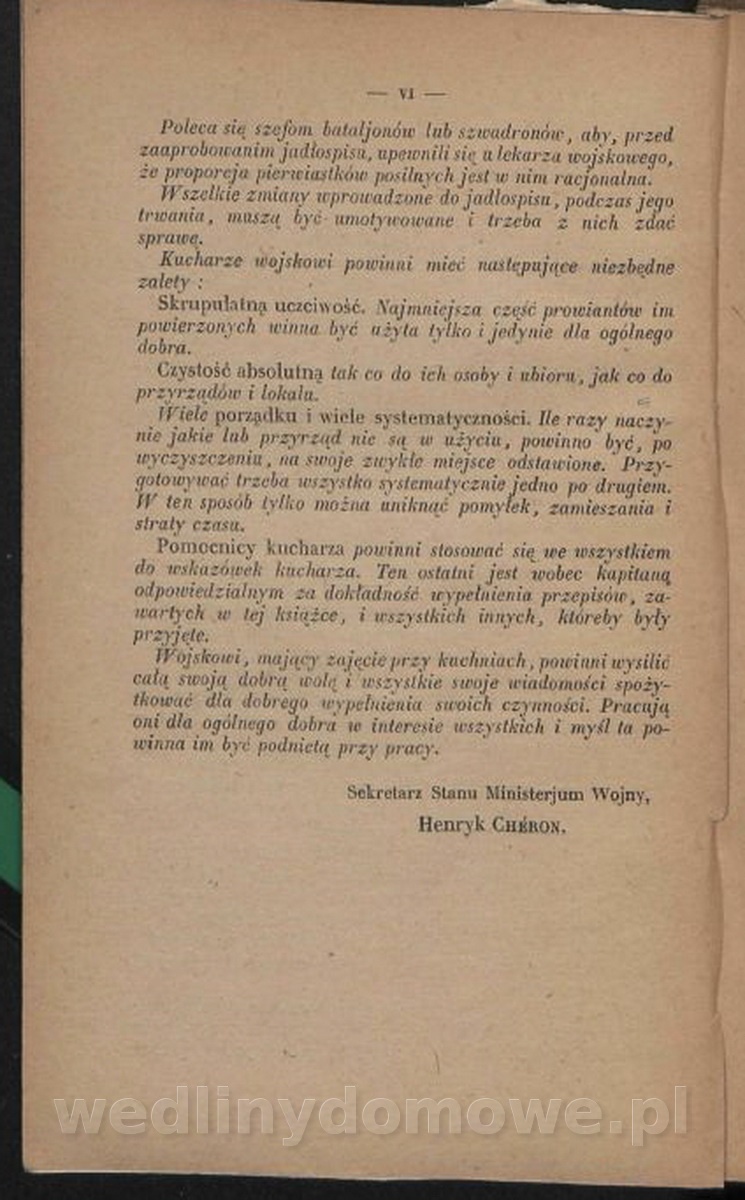 — VI —
Poleca się szefom bataljonów lub szwadronów, aby, przed
zaaprobowanim jadłospisu, upewnili się u lekarza wojskowego,
że proporcja pierwiastków posilnych jest w nim racjonalna.
Wszelkie zmiany wprowadzone do jadłospisu, podczas jego
trwania, muszą być umotywowane i trzeba z nich zdać
sprawę.
Kucharze wojskowi powinni mieć następujące niezbędne
zalety :
Skrupulatną uczciwość. Najmniejsza część prowiantów im
powierzonych winna być użyta tylko i jedynie dla ogólnego
dobra.
Czystość absolutną tak co do ich osoby i ubioru, jak co do
przyrządów i lokalu.
Wiele porządku i wiele systematyczności. Ile razy naczy-
nie jakie lub przyrząd nie są w użyciu, powinno być, po
wyczyszczeniu, na swoje zwykłe miejsce odstawione. Przy-
gotowywać trzeba wszystko systematycznie jedno po drugiem.
W ten sposób tylko można uniknąć pomyłek, zamieszania i
straty czasu.
Pomocnicy kucharza powinni stosować się we wszystkiem
do wskazówek kucharza. Ten ostatni jest wobec kapitaną
odpowiedzialnym za dokładność wypełnienia przepisów, za-
wartych w tej książce, i wszystkich innych, któreby były
przyjęte.
Wojskowi, mający zajęcie przy kuchniach, powinni wysilić
całą swoją dobrą wolę i wszystkie swoje wiadomości spoży-
tkować dla dobrego wypełnienia swoich czynności. Pracują
oni dla ogólnego dobra w interesie wszystkich i myśl ta po-
winna im być podnietą przy pracy.
Sekretarz Stanu Ministerjum Wojny,
Henryk CHÉRON.
wedlinydomowe.pl